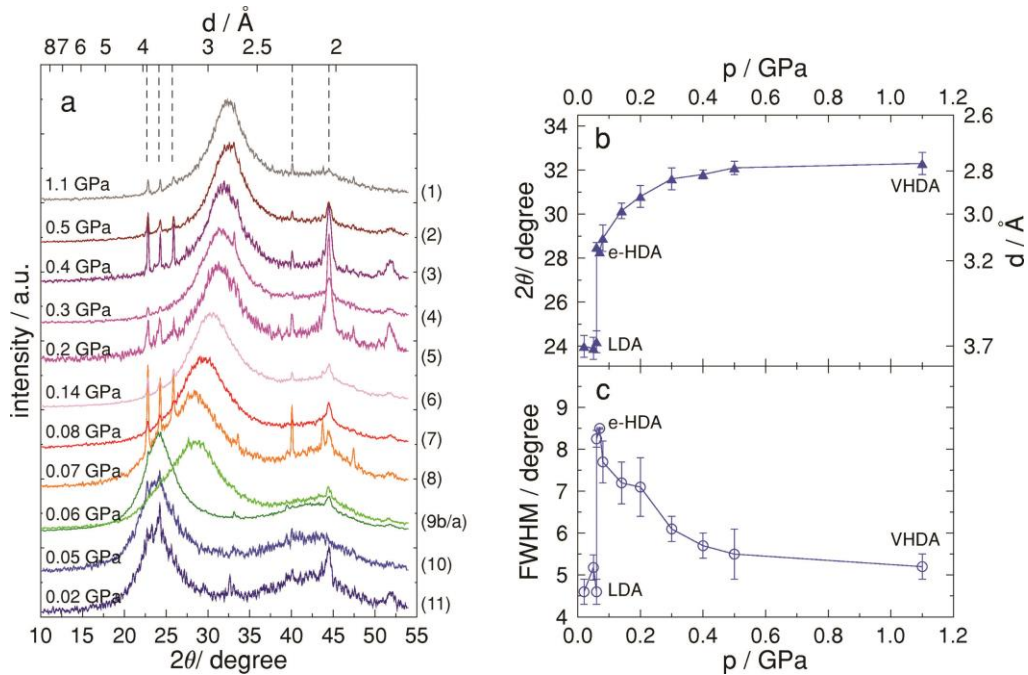 d / Å
8 7 6 5 4 3 2.5 2
a
1.1 GPa
(1)
0.5 GPa
(2)
0.4 GPa
(3)
0.3 GPa
(4)
0.2 GPa
(5)
0.14 GPa
(6)
0.08 GPa
(7)
0.07 GPa
(8)
0.06 GPa
(9b/a)
0.05 GPa
(10)
0.02 GPa
(11)
intensity / a.u.
10 15 20 25 30 35 40 45 50 55
2θ/ degree
p / GPa
0.0 0.2 0.4 0.6 0.8 1.0 1.2
b
34
32
30
28
26
24
2θ/ degree
VHDA
e-HDA
LDA
2.6
2.8
3.0
3.2
3.7
d / Å
c
9
8
7
6
5
4
FWHM / degree
e-HDA
VHDA
LDA
0.0 0.2 0.4 0.6 0.8 1.0 1.2
p / GPa